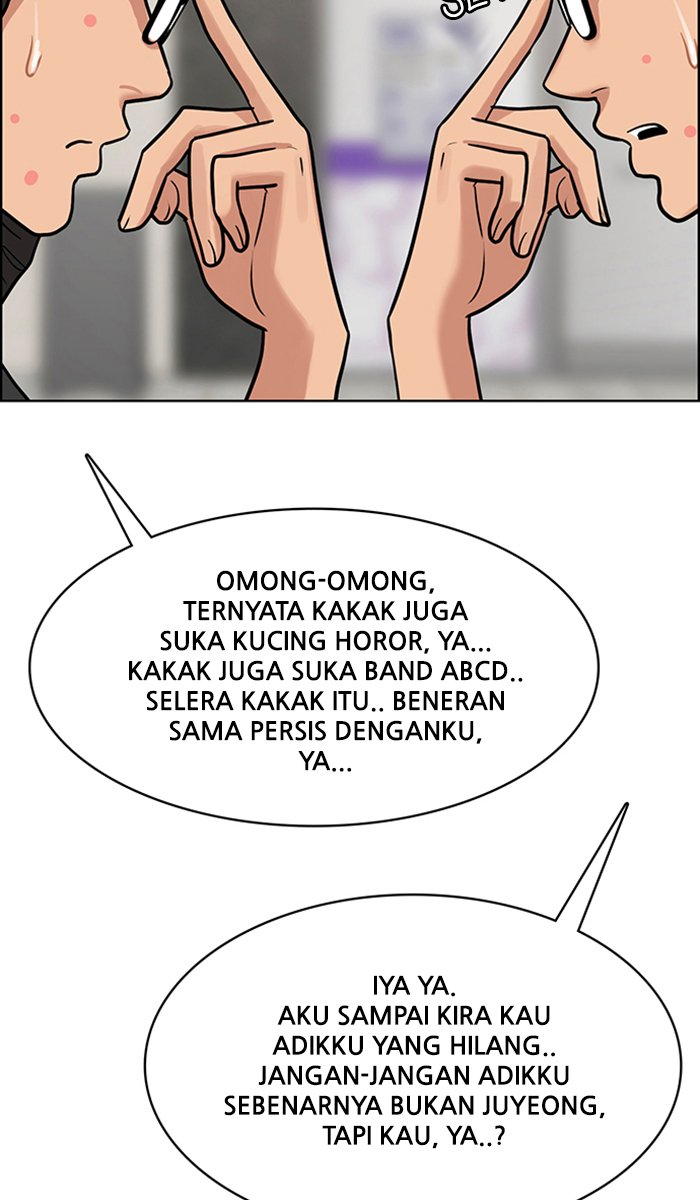 OMONG-OMONG,
TERNYATA KAKAK JUGA
SUKA KUCING HOROR, YA...
KAKAK JUGA SUKA BAND ABCD..
SELERA KAKAK ITU.. BENERAN
SAMA PERSIS DENGANKU,
YA...
IYA YA.
AKU SAMPAI KIRA KAU
ADIKKU YANG HILANG..
JANGAN-JANGAN ADIKKU
SEBENARNYA BUKAN JUYEONG,
TAPI KAU, YA..?